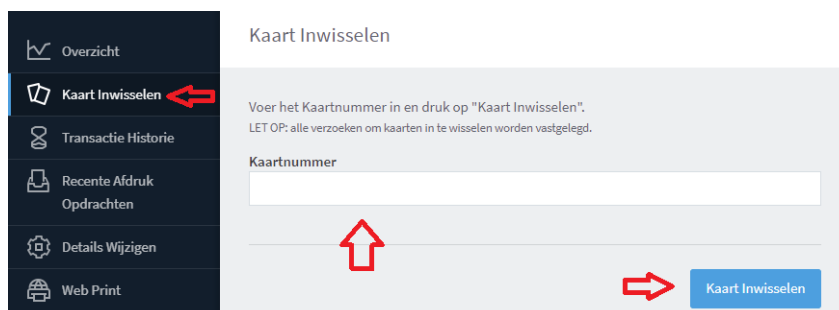 Overzicht
Kaart Inwisselen
Transactie Historie
Recente Afdruk
Opdrachten
Details Wijzigen
Web Print
Kaart Inwisselen
Voer het Kaartnummer in en druk op "Kaart Inwisselen".
LET OP: alle verzoeken om kaarten in te wisselen worden vastgelegd.
Kaartnummer
Kaart Inwisselen